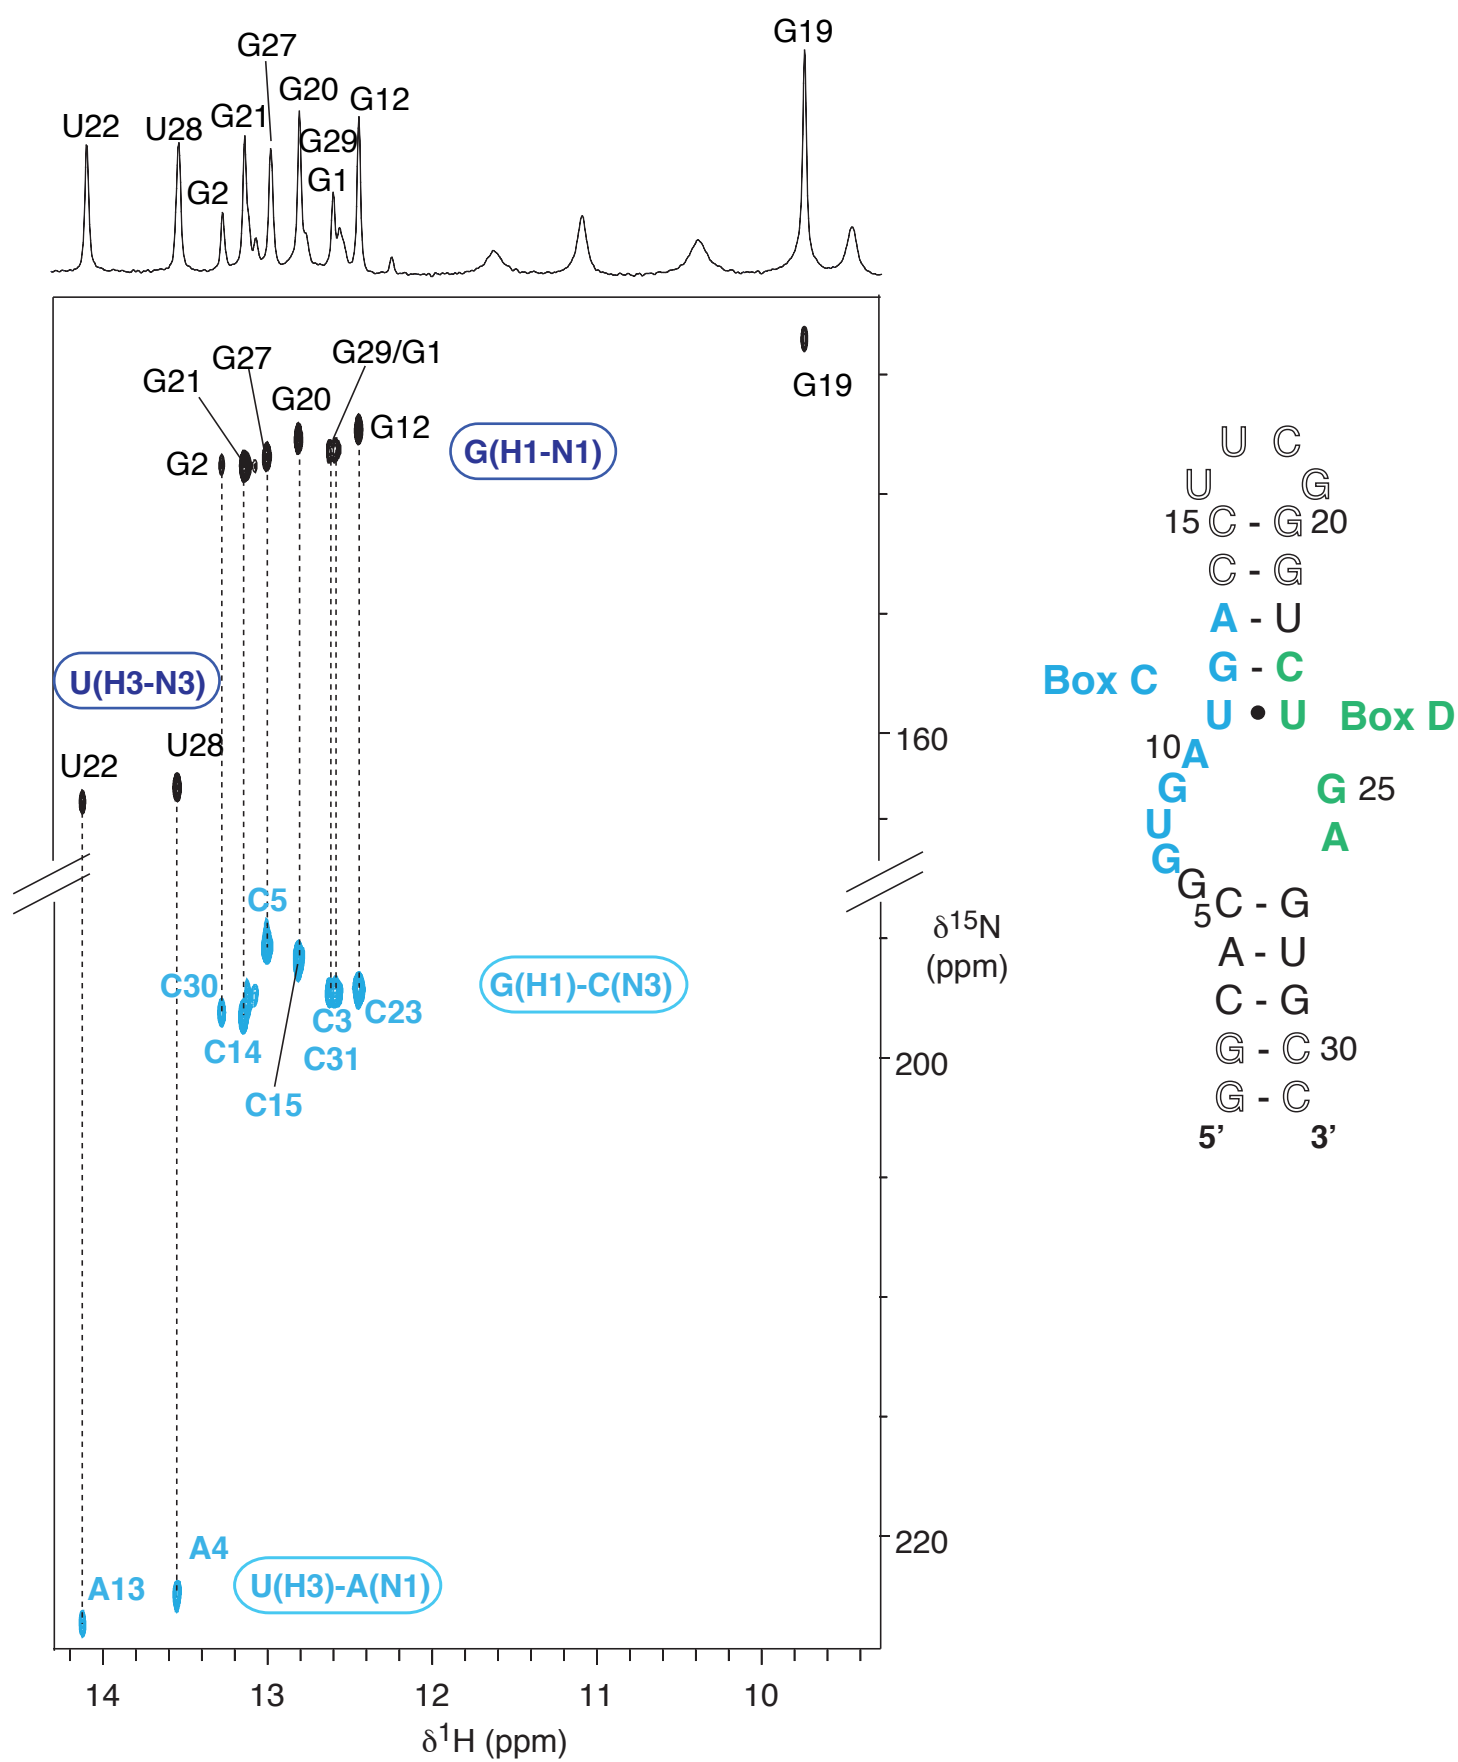 G19
G27
G20
G12
U22
U28
G21
G29
G2
G1
G27
G29/G1
G21
G20
G19
G12
G2
G(H1-N1)
U(H3-N3)
U22
U28
160
C5
δ15N
(ppm)
C30
G(H1)-C(N3)
C3
C23
C14
C31
200
C15
220
A4
A13
U(H3)-A(N1)
14 13 12 11 10
δ1H (ppm)
U C
U G
15 C - G 20
C - G
A - U
G - C
Box C
U • U Box D
10 A
G G 25
U A
G
G
5 C - G
A - U
C - G
G - C 30
G - C
5’ 3’